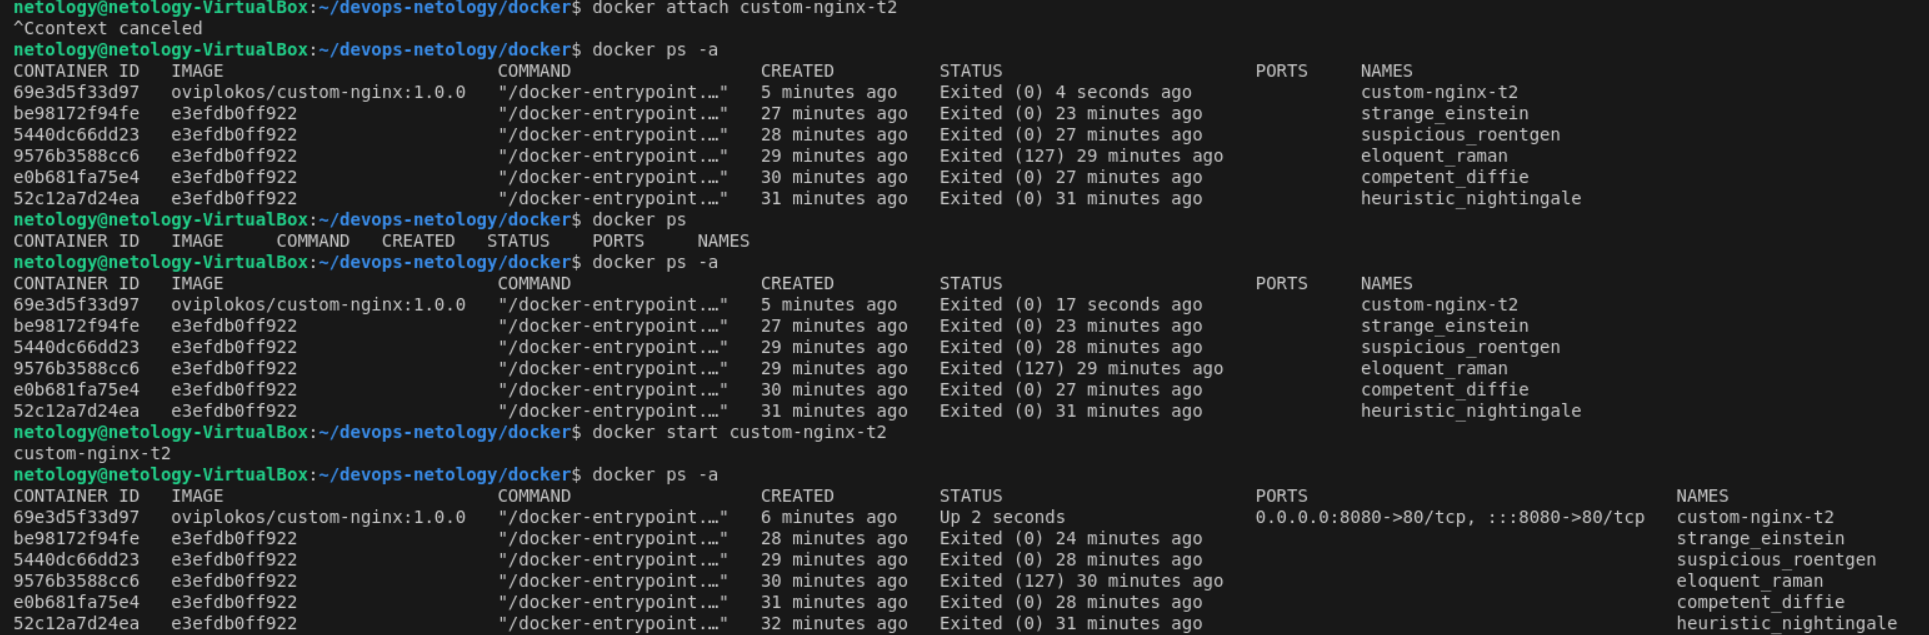 netology@netology-VirtualBox:~/devops-netology/docker$ docker attach custom-nginx-t2
^Ccontext canceled
netology@netology-VirtualBox:~/devops-netology/docker$ docker ps -a
CONTAINER ID   IMAGE                          COMMAND                  CREATED          STATUS                        PORTS     NAMES
69e3d5f33d97   oviplokos/custom-nginx:1.0.0   "/docker-entrypoint.…"   5 minutes ago    Exited (0) 4 seconds ago                custom-nginx-t2
be98172f94fe   e3efdb0ff922                   "/docker-entrypoint.…"   27 minutes ago   Exited (0) 23 minutes ago               strange_einstein
5440dc66dd23   e3efdb0ff922                   "/docker-entrypoint.…"   28 minutes ago   Exited (0) 27 minutes ago               suspicious_roentgen
9576b3588cc6   e3efdb0ff922                   "/docker-entrypoint.…"   29 minutes ago   Exited (127) 29 minutes ago             eloquent_raman
e0b681fa75e4   e3efdb0ff922                   "/docker-entrypoint.…"   30 minutes ago   Exited (0) 27 minutes ago               competent_diffie
52c12a7d24ea   e3efdb0ff922                   "/docker-entrypoint.…"   31 minutes ago   Exited (0) 31 minutes ago               heuristic_nightingale
netology@netology-VirtualBox:~/devops-netology/docker$ docker ps
CONTAINER ID   IMAGE     COMMAND   CREATED   STATUS    PORTS     NAMES
netology@netology-VirtualBox:~/devops-netology/docker$ docker ps -a
CONTAINER ID   IMAGE                          COMMAND                  CREATED          STATUS                        PORTS     NAMES
69e3d5f33d97   oviplokos/custom-nginx:1.0.0   "/docker-entrypoint.…"   5 minutes ago    Exited (0) 17 seconds ago               custom-nginx-t2
be98172f94fe   e3efdb0ff922                   "/docker-entrypoint.…"   27 minutes ago   Exited (0) 23 minutes ago               strange_einstein
5440dc66dd23   e3efdb0ff922                   "/docker-entrypoint.…"   29 minutes ago   Exited (0) 28 minutes ago               suspicious_roentgen
9576b3588cc6   e3efdb0ff922                   "/docker-entrypoint.…"   29 minutes ago   Exited (127) 29 minutes ago             eloquent_raman
e0b681fa75e4   e3efdb0ff922                   "/docker-entrypoint.…"   30 minutes ago   Exited (0) 27 minutes ago               competent_diffie
52c12a7d24ea   e3efdb0ff922                   "/docker-entrypoint.…"   31 minutes ago   Exited (0) 31 minutes ago               heuristic_nightingale
netology@netology-VirtualBox:~/devops-netology/docker$ docker start custom-nginx-t2
custom-nginx-t2
netology@netology-VirtualBox:~/devops-netology/docker$ docker ps -a
CONTAINER ID   IMAGE                          COMMAND                  CREATED          STATUS                        PORTS                                   NAMES
69e3d5f33d97   oviplokos/custom-nginx:1.0.0   "/docker-entrypoint.…"   6 minutes ago    Up 2 seconds                  0.0.0.0:8080->80/tcp, :::8080->80/tcp   custom-nginx-t2
be98172f94fe   e3efdb0ff922                   "/docker-entrypoint.…"   28 minutes ago   Exited (0) 24 minutes ago                                             strange_einstein
5440dc66dd23   e3efdb0ff922                   "/docker-entrypoint.…"   29 minutes ago   Exited (0) 28 minutes ago                                             suspicious_roentgen
9576b3588cc6   e3efdb0ff922                   "/docker-entrypoint.…"   30 minutes ago   Exited (127) 30 minutes ago                                           eloquent_raman
e0b681fa75e4   e3efdb0ff922                   "/docker-entrypoint.…"   31 minutes ago   Exited (0) 28 minutes ago                                             competent_diffie
52c12a7d24ea   e3efdb0ff922                   "/docker-entrypoint.…"   32 minutes ago   Exited (0) 31 minutes ago                                             heuristic_nightingale